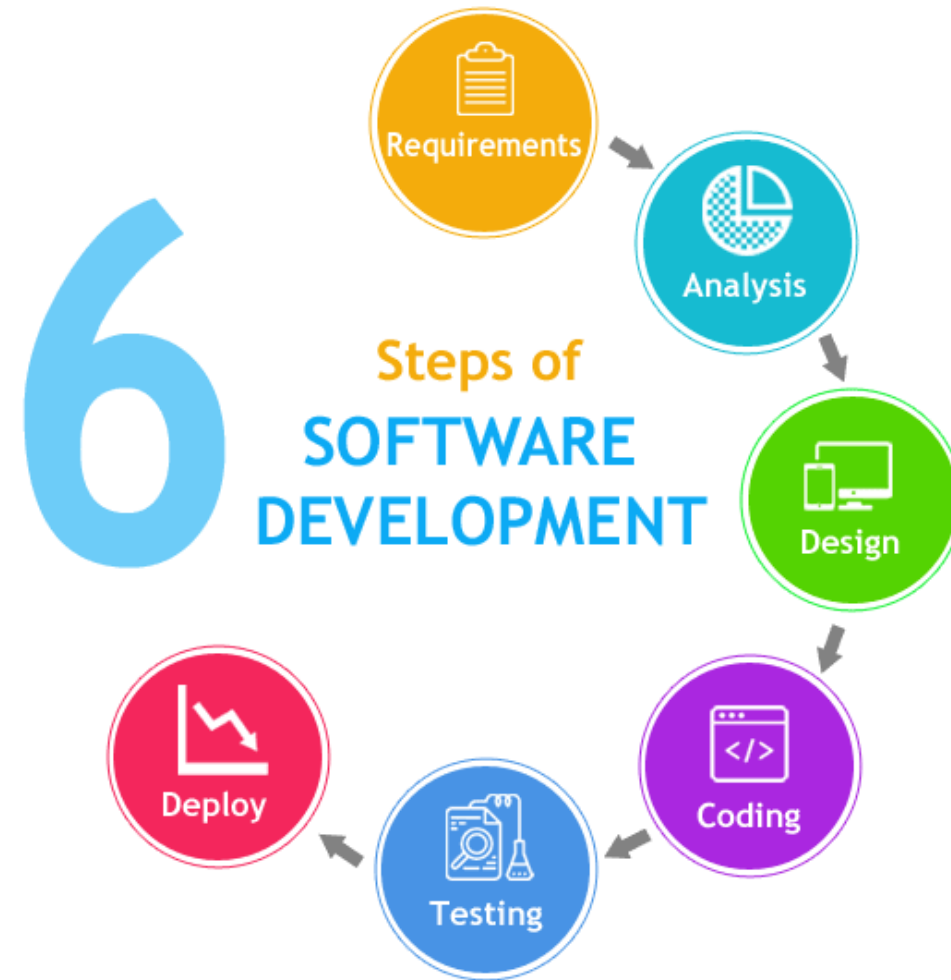 6
Steps of
SOFTWARE
DEVELOPMENT
Requirements
Analysis
Design
</>
Coding
Testing
Deploy